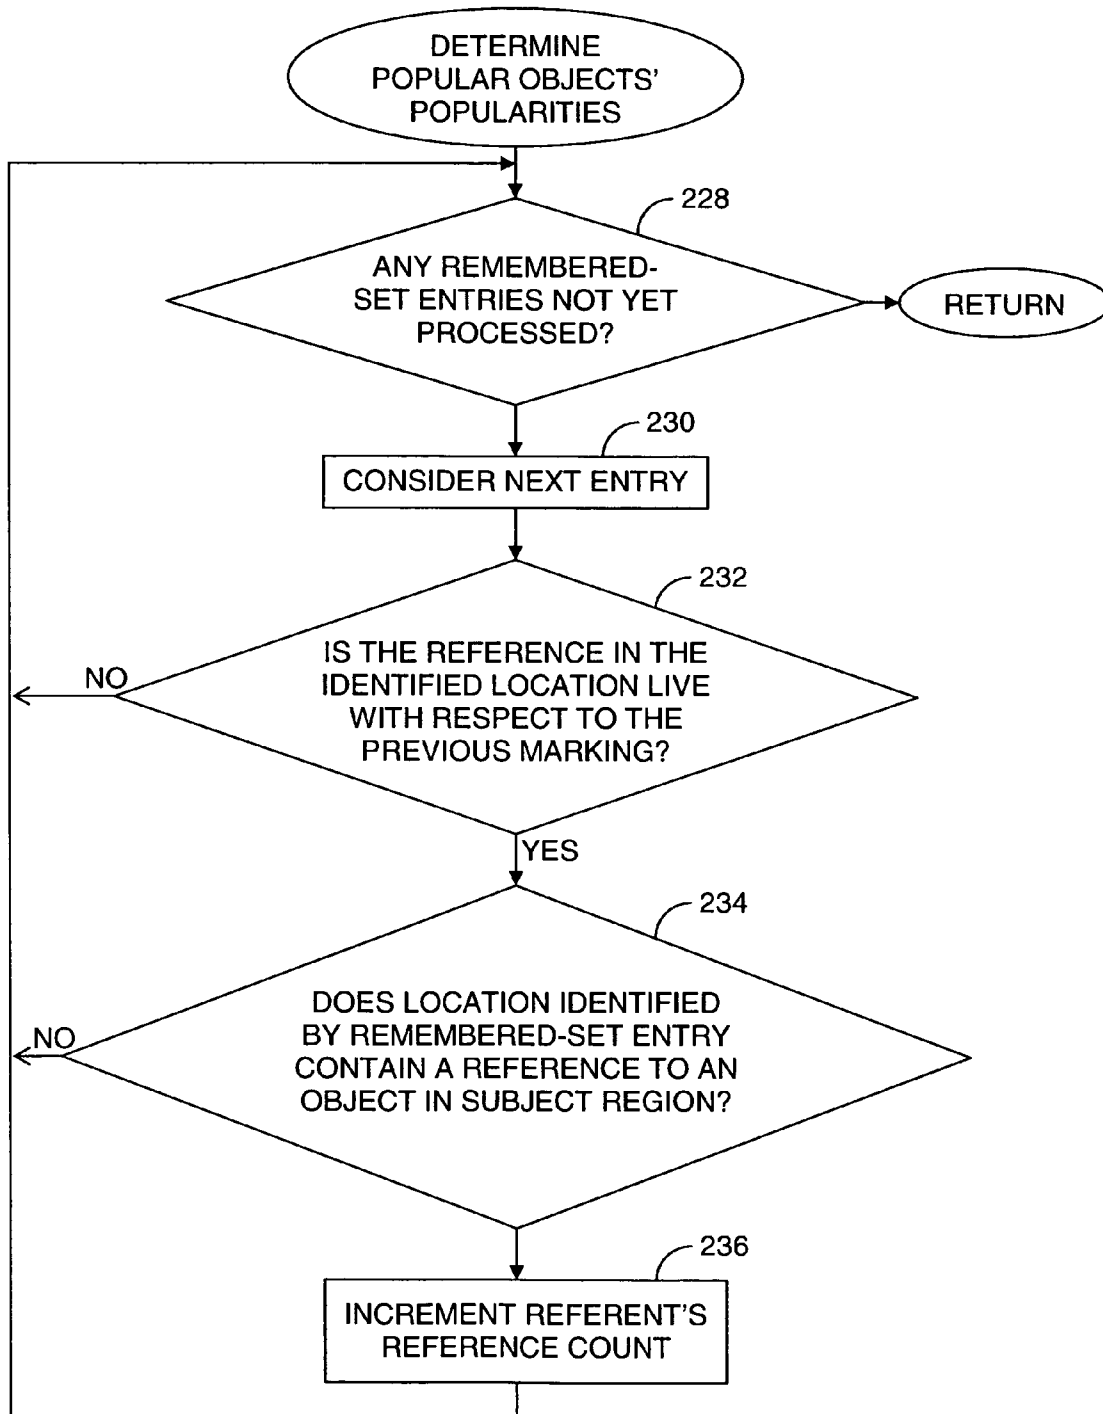 DETERMINE
POPULAR OBJECTS'
POPULARITIES
228
ANY REMEMBERED-
SET ENTRIES NOT YET
PROCESSED?
RETURN
230
CONSIDER NEXT ENTRY
232
IS THE REFERENCE IN THE
IDENTIFIED LOCATION LIVE
WITH RESPECT TO THE
PREVIOUS MARKING?
NO
YES
234
DOES LOCATION IDENTIFIED
BY REMEMBERED-SET ENTRY
CONTAIN A REFERENCE TO AN
OBJECT IN SUBJECT REGION?
NO
236
INCREMENT REFERENT'S
REFERENCE COUNT